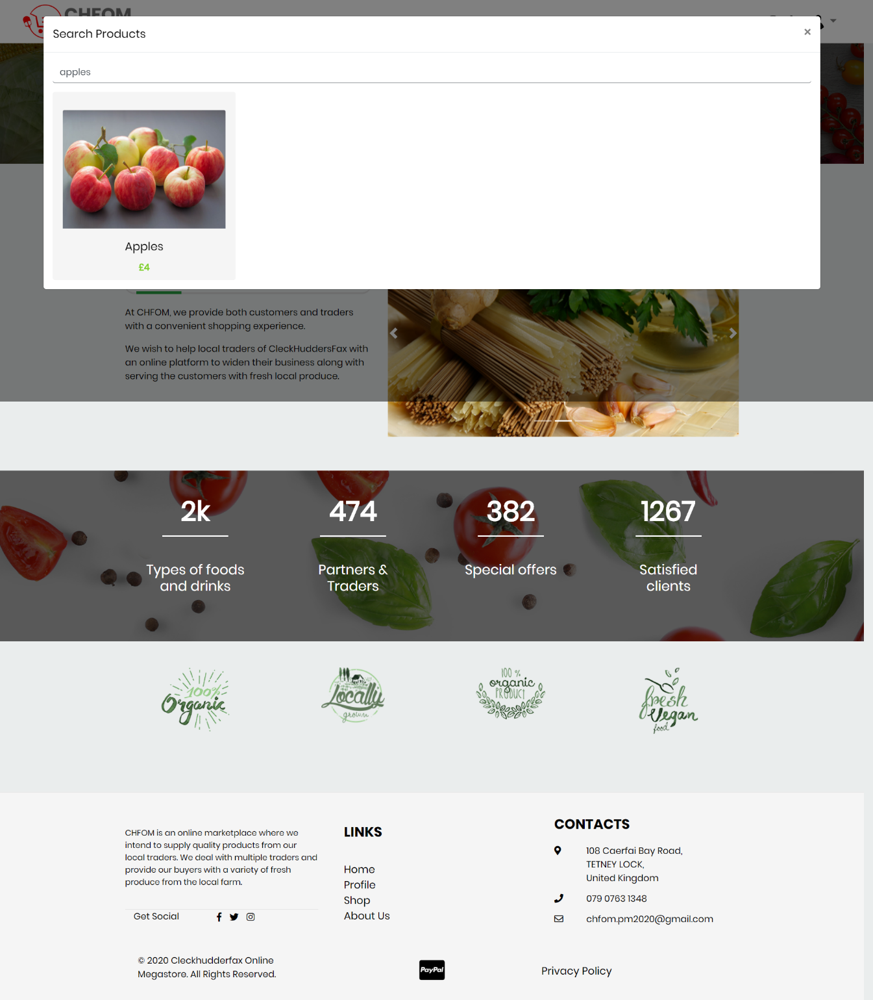 CHFOM
Search Products
×
apples
Apples
£4
At CHFOM, we provide both customers and traders
with a convenient shopping experience.
We wish to help local traders of CleckHuddersFax with
an online platform to widen their business along with
serving the customers with fresh local produce.
2k
Types of foods
and drinks
474
Partners &
Traders
382
Special offers
1267
Satisfied
clients
100%
Organic
Locally
grown
100 %
organic
PRODUCT
fresh
Vegan
food
CHFOM is an online marketplace where we
intend to supply quality products from our
local traders. We deal with multiple traders and
provide our buyers with a variety of fresh
produce from the local farm.
Get Social
LINKS
Home
Profile
Shop
About Us
CONTACTS
108 Caerfai Bay Road,
TETNEY LOCK,
United Kingdom
079 0763 1348
chfom.pm2020@gmail.com
© 2020 Cleckhudderfax Online
Megastore. All Rights Reserved.
PayPal
Privacy Policy